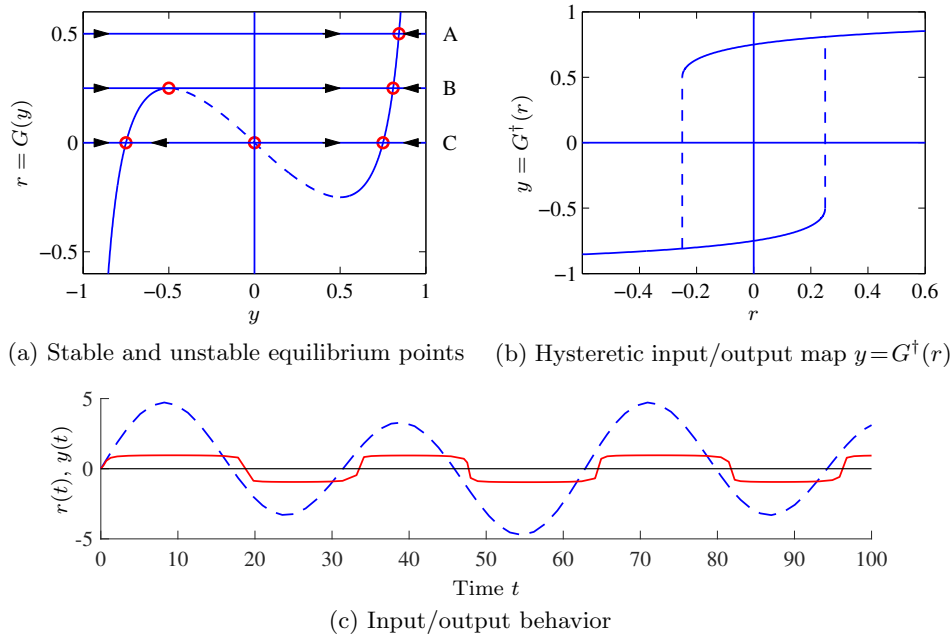 0.5
0
−0.5
r = G(y)
A
B
C
−1
−0.5
0
0.5
1
y
1
0.5
0
−0.5
−1
y = G†(r)
−0.4
−0.2
0
0.2
0.4
0.6
r
(a) Stable and unstable equilibrium points
(b) Hysteretic input/output map y=G†(r)
5
0
-5
r(t), y(t)
0
10
20
30
40
50
60
70
80
90
100
Time t
(c) Input/output behavior